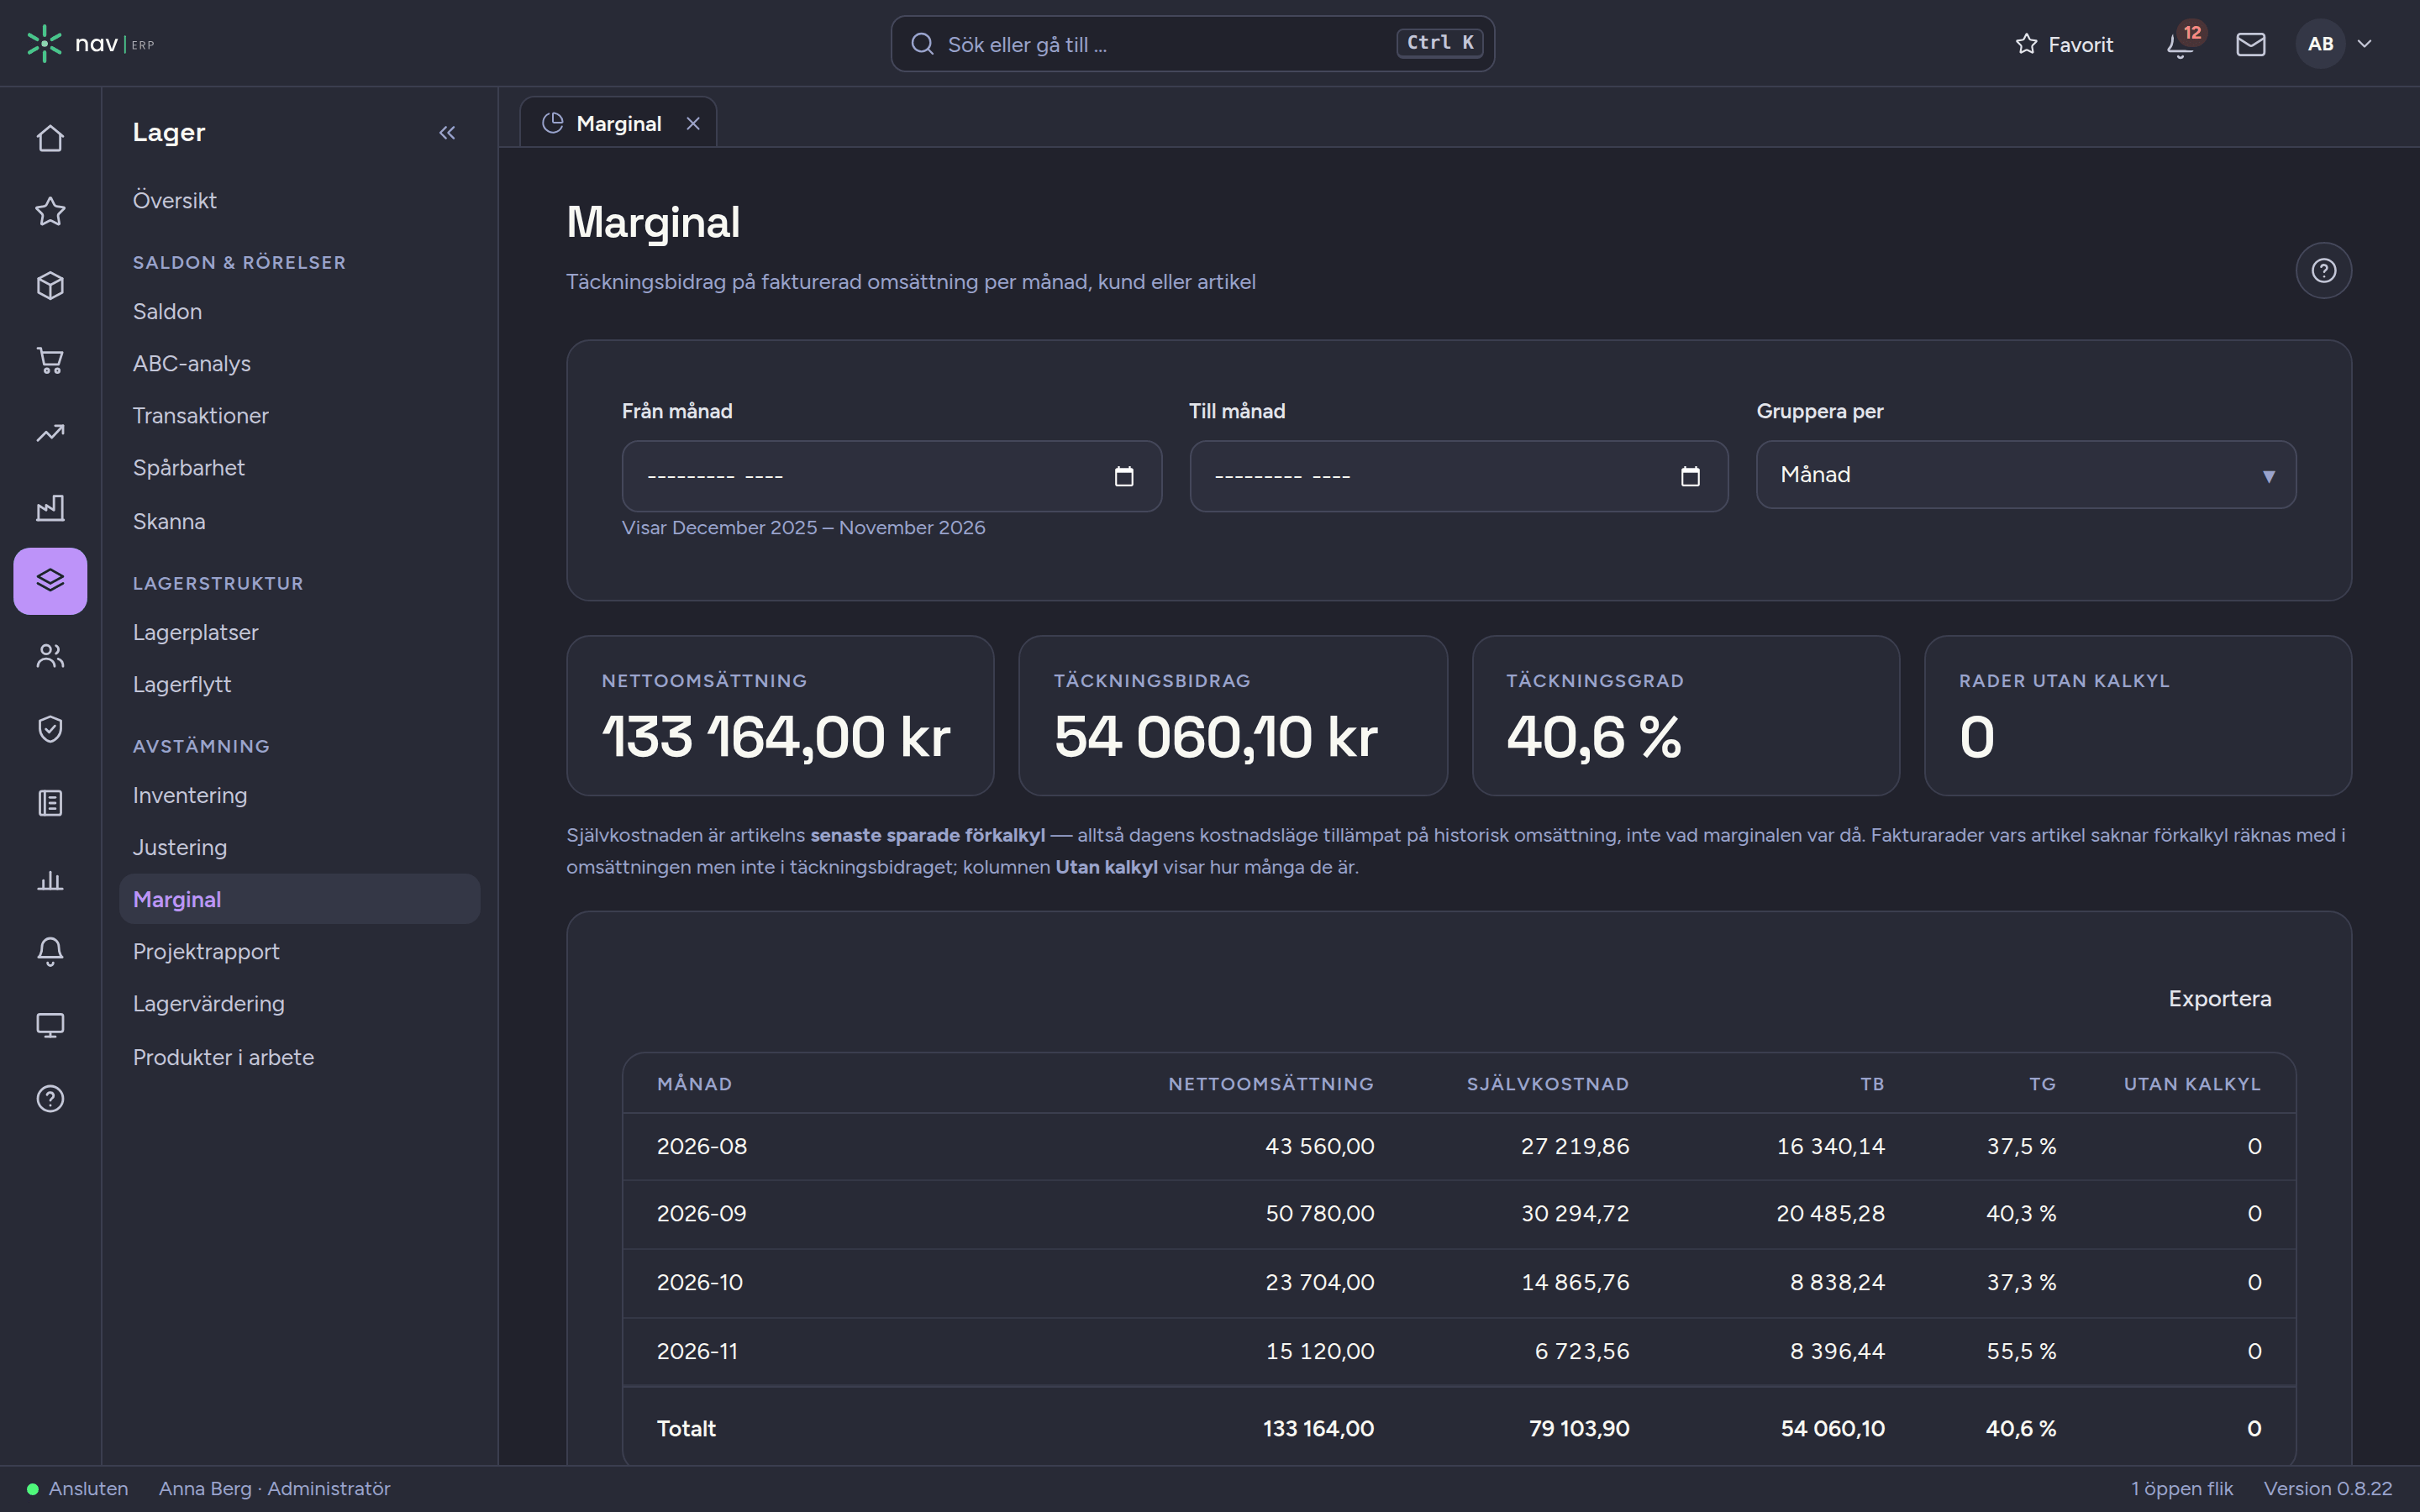 nav ERP
Sök eller gå till ... Ctrl K
Favorit 12 AB
Lager
Översikt
SALDON & RÖRELSER
Saldon
ABC-analys
Transaktioner
Spårbarhet
Skanna
LAGERSTRUKTUR
Lagerplatser
Lagerflytt
AVSTÄMNING
Inventering
Justering
Marginal
Projektrapport
Lagervärdering
Produkter i arbete
Marginal
Marginal
Täckningsbidrag på fakturerad omsättning per månad, kund eller artikel
Från månad Till månad Gruppera per
--------- ---- --------- ---- Månad
Visar December 2025 – November 2026
NETTOOMSÄTTNING TÄCKNINGSBIDRAG TÄCKNINGSGRAD RADER UTAN KALKYL
133 164,00 kr 54 060,10 kr 40,6 % 0
Självkostnaden är artikelns senaste sparade förkalkyl — alltså dagens kostnadsläge tillämpat på historisk omsättning, inte vad marginalen var då. Fakturarader vars artikel saknar förkalkyl räknas med i
omsättningen men inte i täckningsbidraget; kolumnen Utan kalkyl visar hur många de är.
Exportera
MÅNAD NETTOOMSÄTTNING SJÄLVKOSTNAD TB TG UTAN KALKYL
2026-08 43 560,00 27 219,86 16 340,14 37,5 % 0
2026-09 50 780,00 30 294,72 20 485,28 40,3 % 0
2026-10 23 704,00 14 865,76 8 838,24 37,3 % 0
2026-11 15 120,00 6 723,56 8 396,44 55,5 % 0
Totalt 133 164,00 79 103,90 54 060,10 40,6 % 0
Ansluten Anna Berg · Administratör 1 öppen flik Version 0.8.22